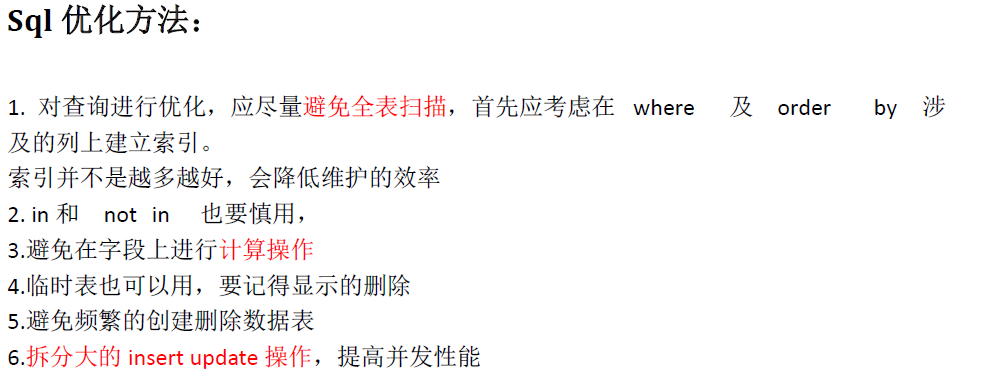 Sql 优化方法：
1. 对查询进行优化，应尽量避免全表扫描，首先应考虑在 where 及 order by 涉
及的列上建立索引。
索引并不是越多越好，会降低维护的效率
2. in 和 not in 也要慎用，
3.避免在字段上进行计算操作
4.临时表也可以用，要记得显示的删除
5.避免频繁的创建删除数据表
6.拆分大的 insert update 操作，提高并发性能